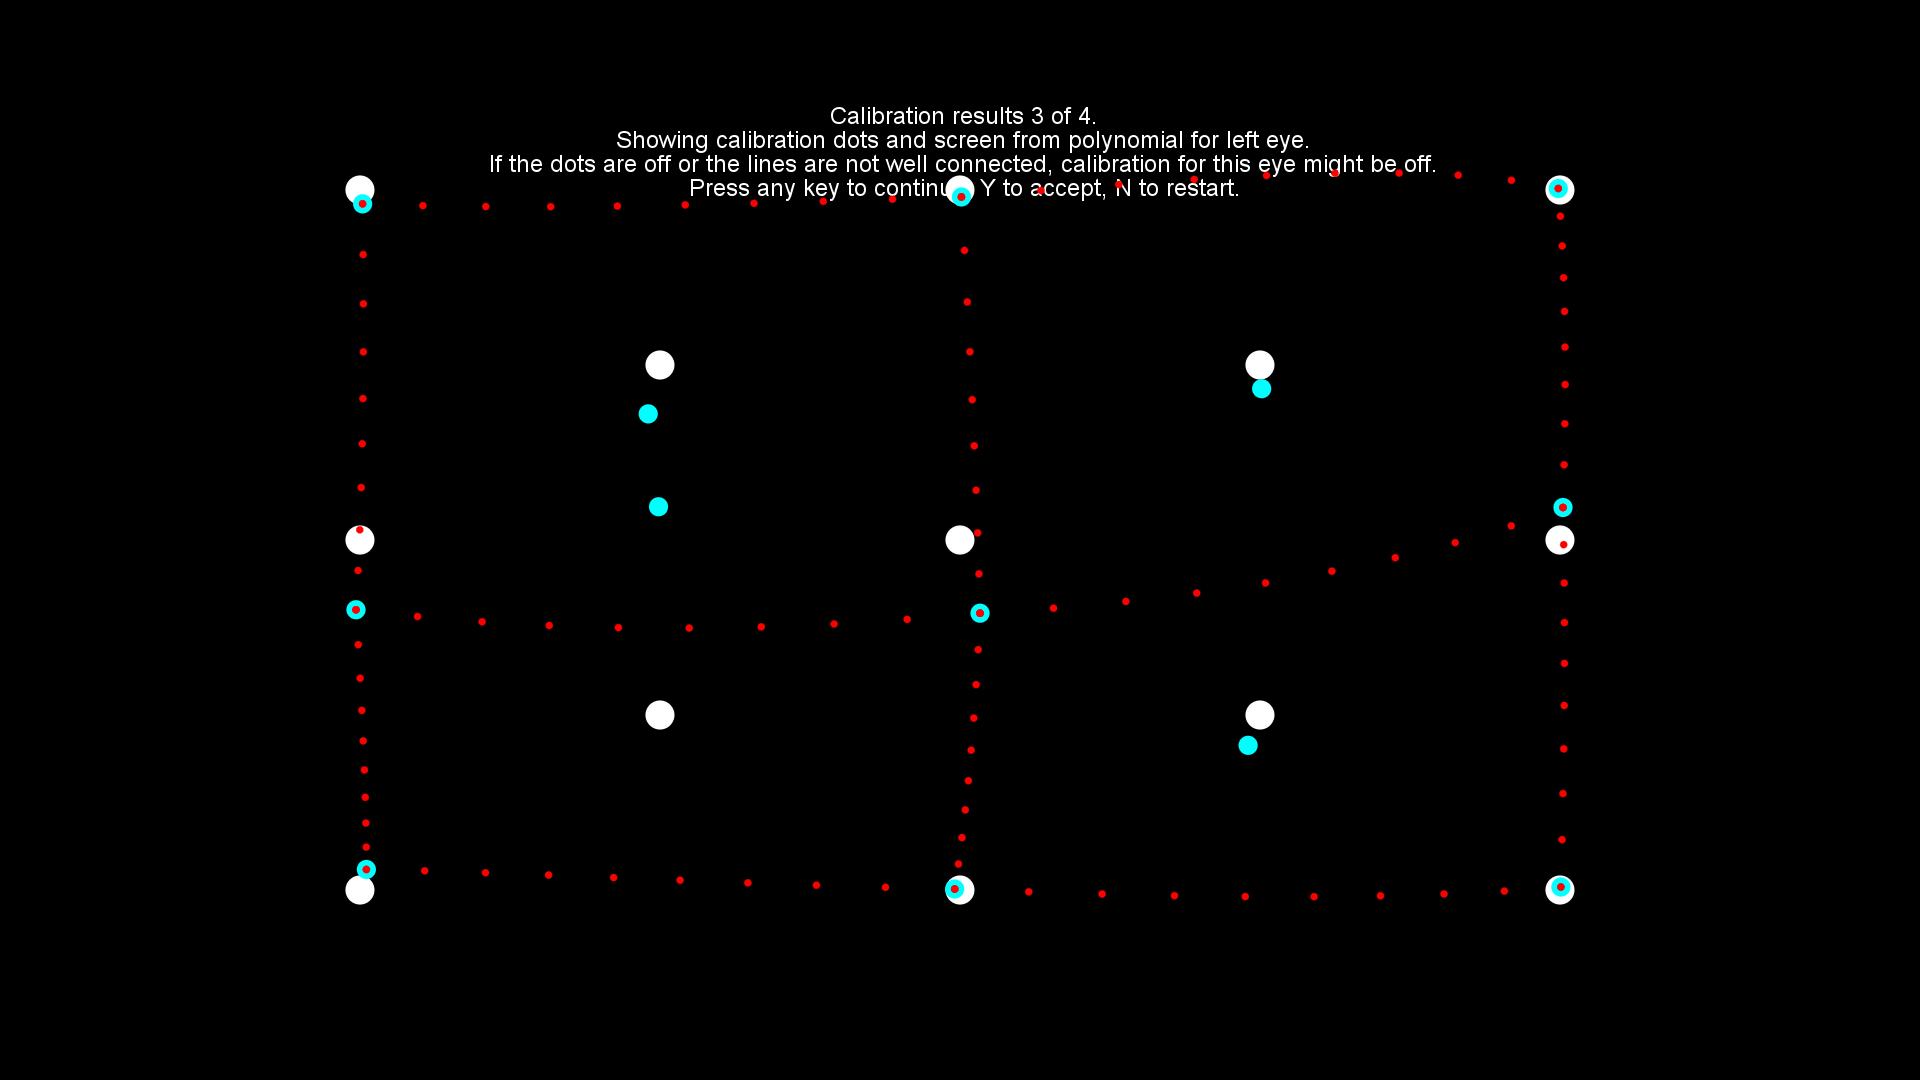 Calibration results 3 of 4.
Showing calibration dots and screen from polynomial for left eye.
If the dots are off or the lines are not well connected, calibration for this eye might be off.
Press any key to continue, Y to accept, N to restart.